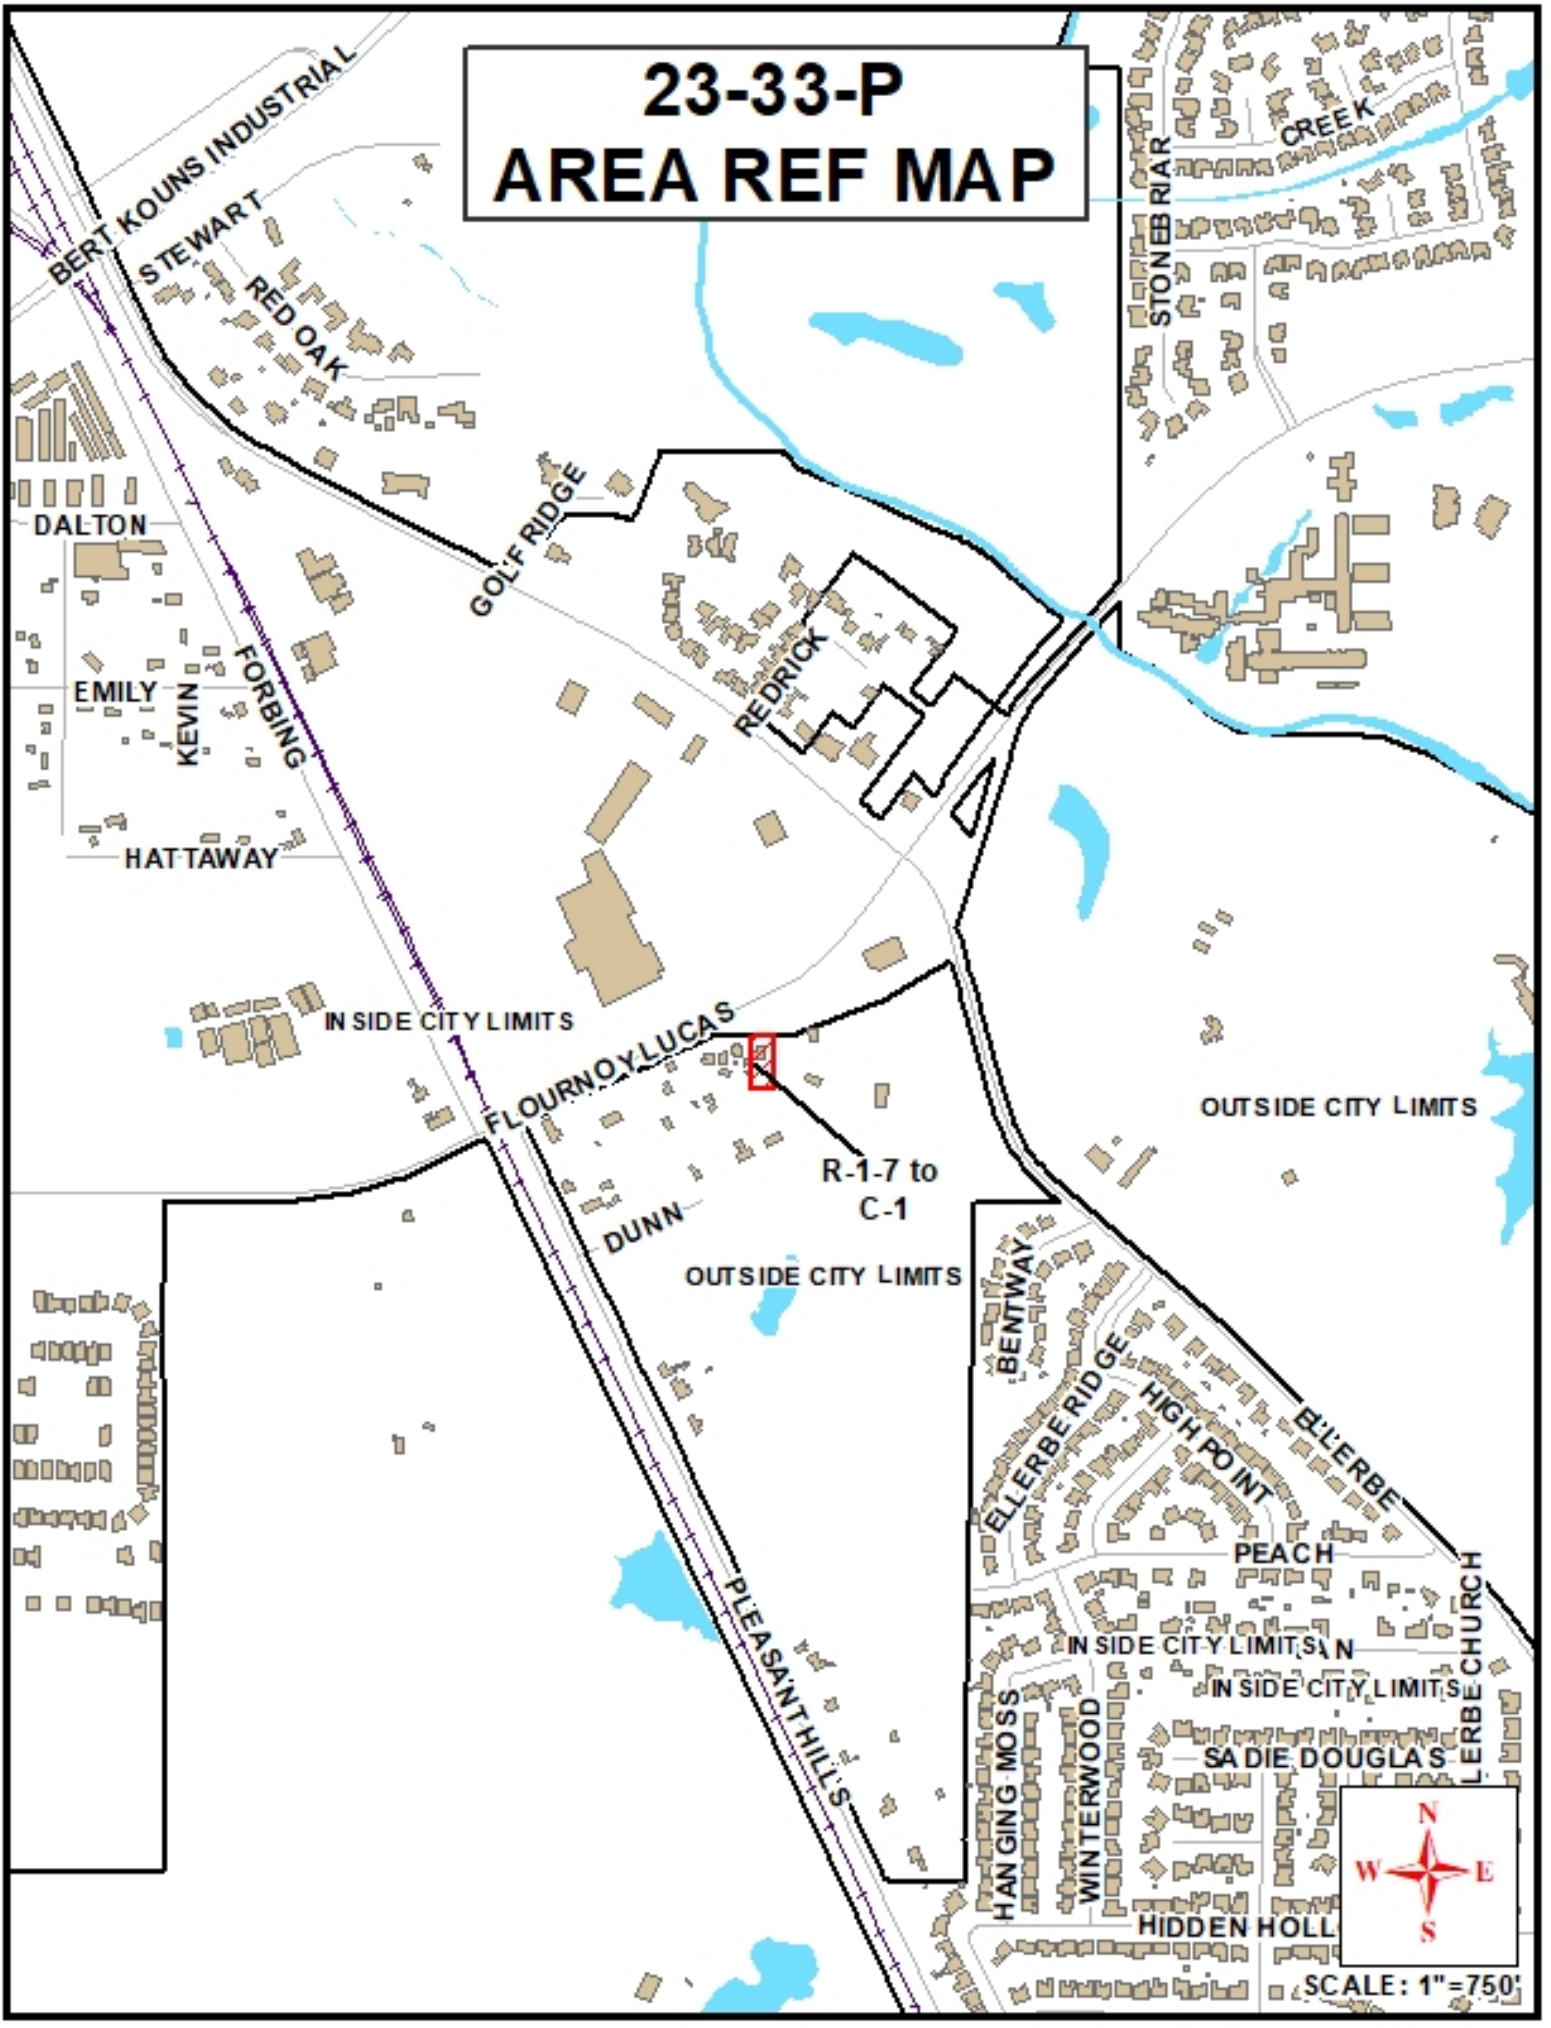 23-33-P
AREA REF MAP
BERT KOUNS INDUSTRIAL
STEWART
RED OAK
CREEK
STONEBRIAR
GOLF RIDGE
DALTON
EMILY
KEVIN
FORBING
REDRICK
HATTAWAY
INSIDE CITY LIMITS
FLOURNOY LUCAS
OUTSIDE CITY LIMITS
R-1-7 to
C-1
DUNN
OUTSIDE CITY LIMITS
BENTWAY
ELLERBE RIDGE
HIGH POINT
ELLERBE
PEACH
PLEASANT HILLS
INSIDE CITY LIMITS
INSIDE CITY LIMITS
LERBE CHURCH
HANGING MOSS
WINTERWOOD
SADIE DOUGLAS
HIDDEN HOLL
N
W E
S
SCALE: 1"=750'